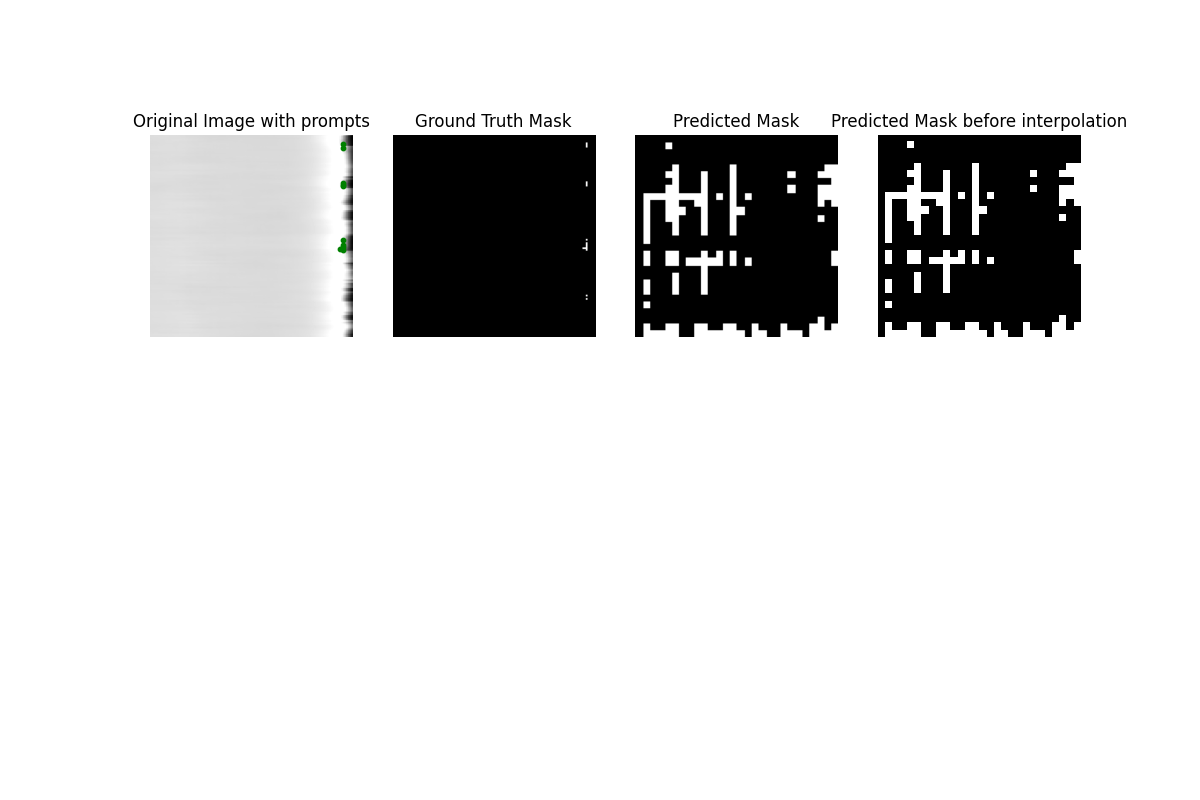 Original Image with prompts
Ground Truth Mask
Predicted Mask
Predicted Mask before interpolation